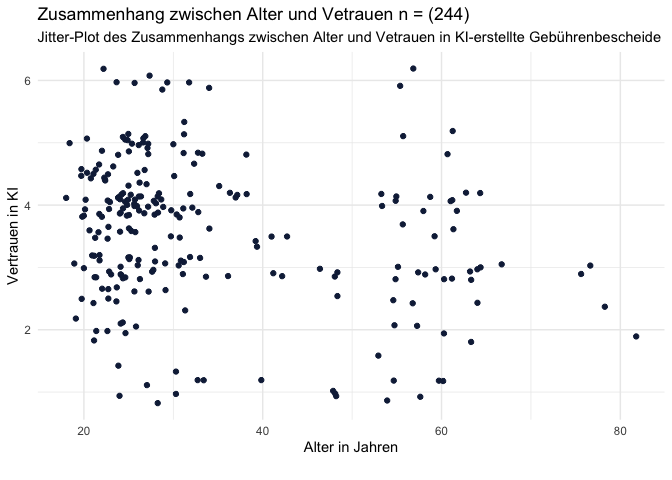 Zusammenhang zwischen Alter und Vetrauen n = (244)
Jitter-Plot des Zusammenhangs zwischen Alter und Vetrauen in KI-erstellte Gebührenbescheide
6
4
2
Vertrauen in KI
20 40 60 80
Alter in Jahren